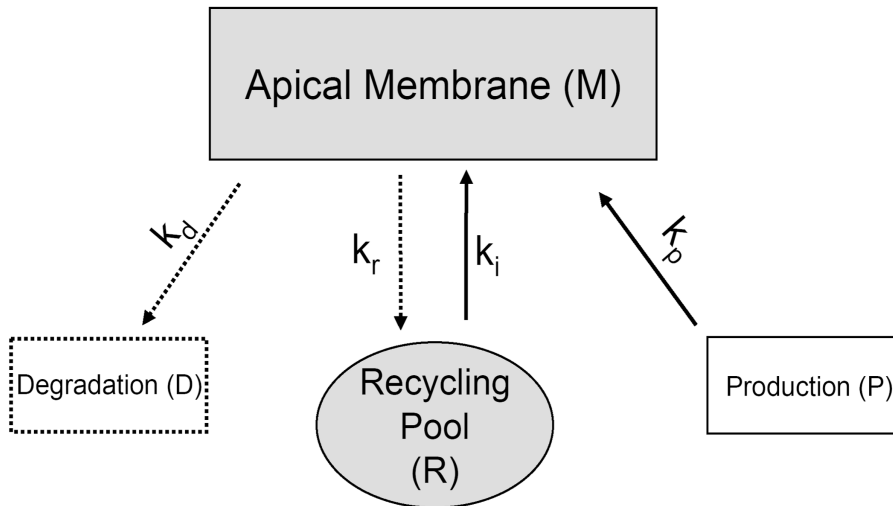 Apical Membrane (M)
k_d
k_r
k_i
k_p
Degradation (D)
Recycling
Pool
(R)
Production (P)